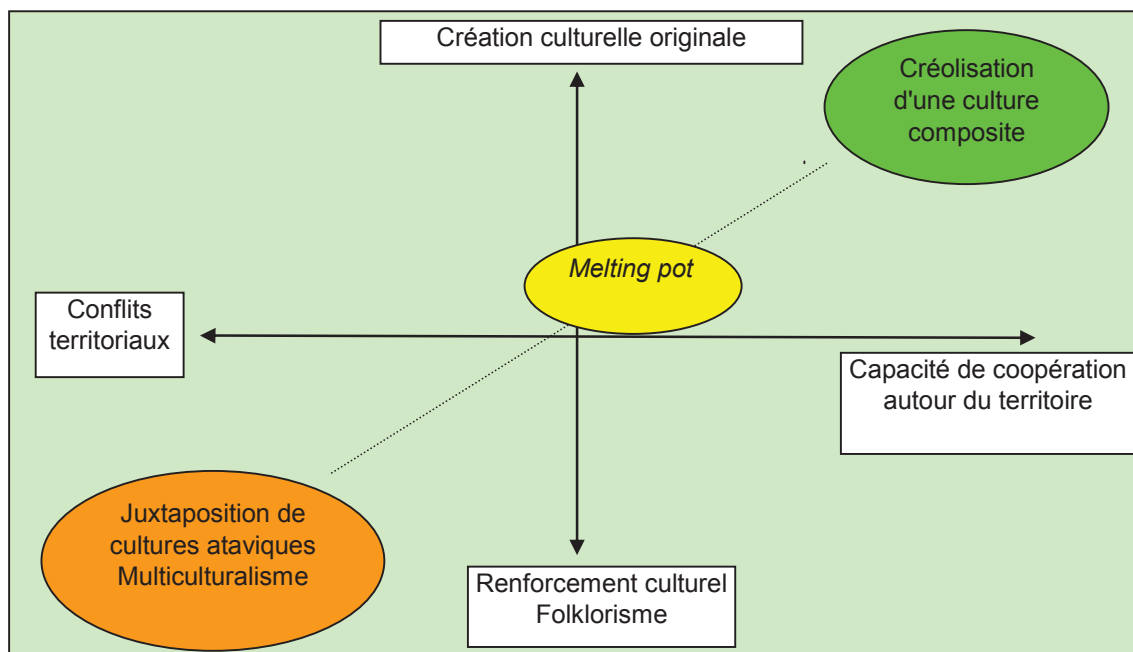 Création culturelle originale
Créolisation
d'une culture
composite
Melting pot
Conflits
territoriaux
Capacité de coopération
autour du territoire
Juxtaposition de
cultures ataviques
Multiculturalisme
Renforcement culturel
Folklorisme